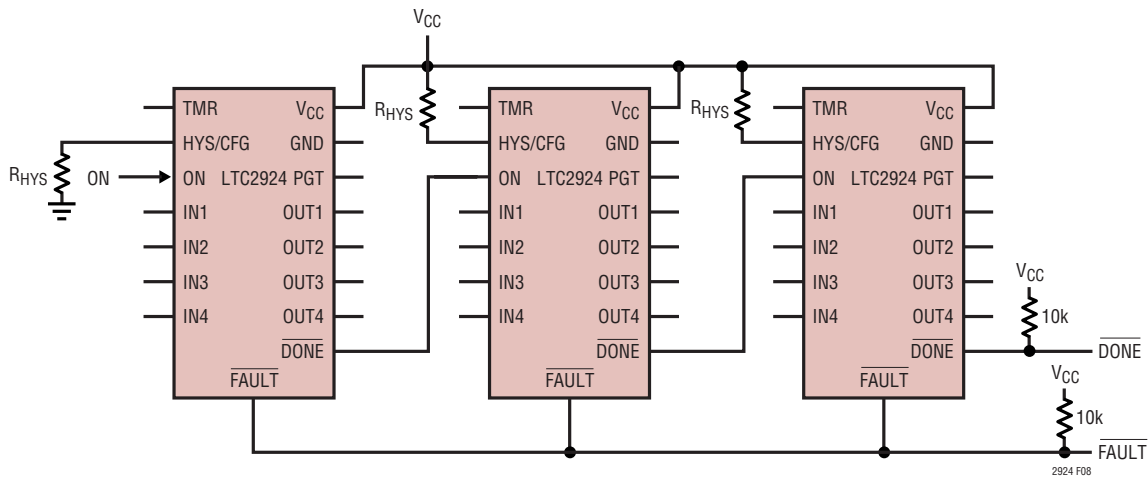 VCC
TMR VCC
HYS/CFG GND
ON LTC2924 PGT
IN1 OUT1
IN2 OUT2
IN3 OUT3
IN4 OUT4
DONE
FAULT
RHYS
ON
RHYS
TMR VCC
HYS/CFG GND
ON LTC2924 PGT
IN1 OUT1
IN2 OUT2
IN3 OUT3
IN4 OUT4
DONE
FAULT
RHYS
TMR VCC
HYS/CFG GND
ON LTC2924 PGT
IN1 OUT1
IN2 OUT2
IN3 OUT3
IN4 OUT4
DONE
FAULT
VCC
10k
DONE
VCC
10k
FAULT
2924 F08